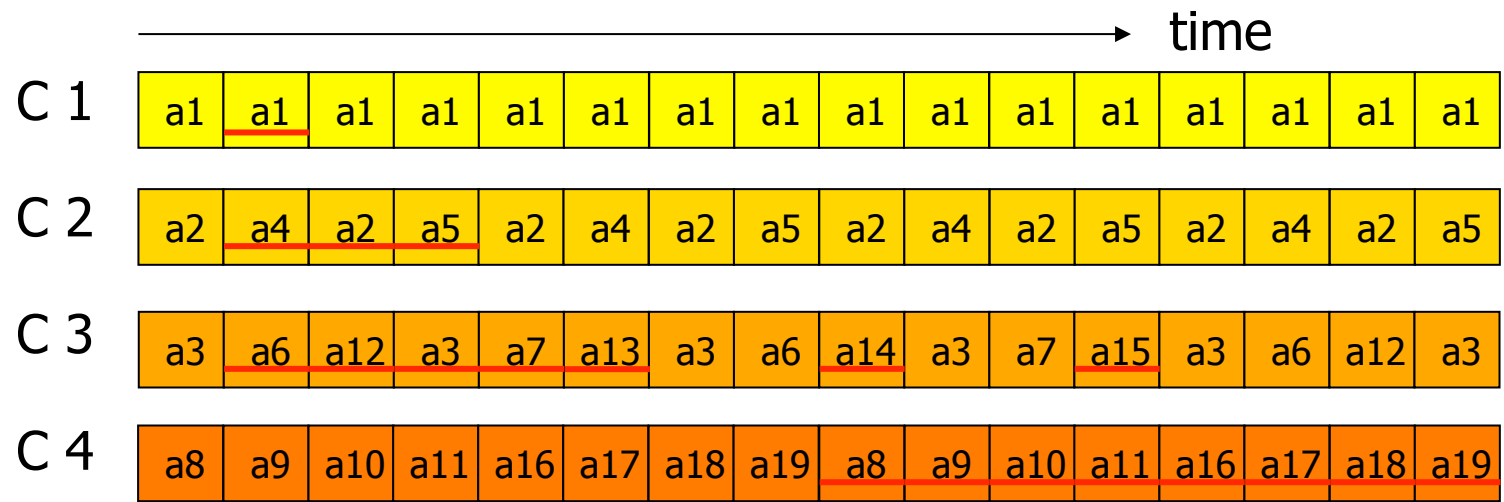 time
C 1 a1 a1 a1 a1 a1 a1 a1 a1 a1 a1 a1 a1 a1 a1 a1 a1
C 2 a2 a4 a2 a5 a2 a4 a2 a5 a2 a4 a2 a5 a2 a4 a2 a5
C 3 a3 a6 a12 a3 a7 a13 a3 a6 a14 a3 a7 a15 a3 a6 a12 a3
C 4 a8 a9 a10 a11 a16 a17 a18 a19 a8 a9 a10 a11 a16 a17 a18 a19